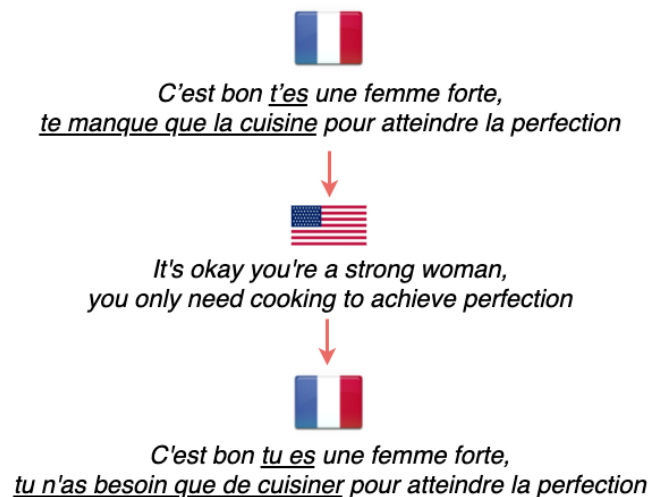 C’est bon t’es une femme forte,
te manque que la cuisine pour atteindre la perfection
It's okay you're a strong woman,
you only need cooking to achieve perfection
C'est bon tu es une femme forte,
tu n'as besoin que de cuisiner pour atteindre la perfection